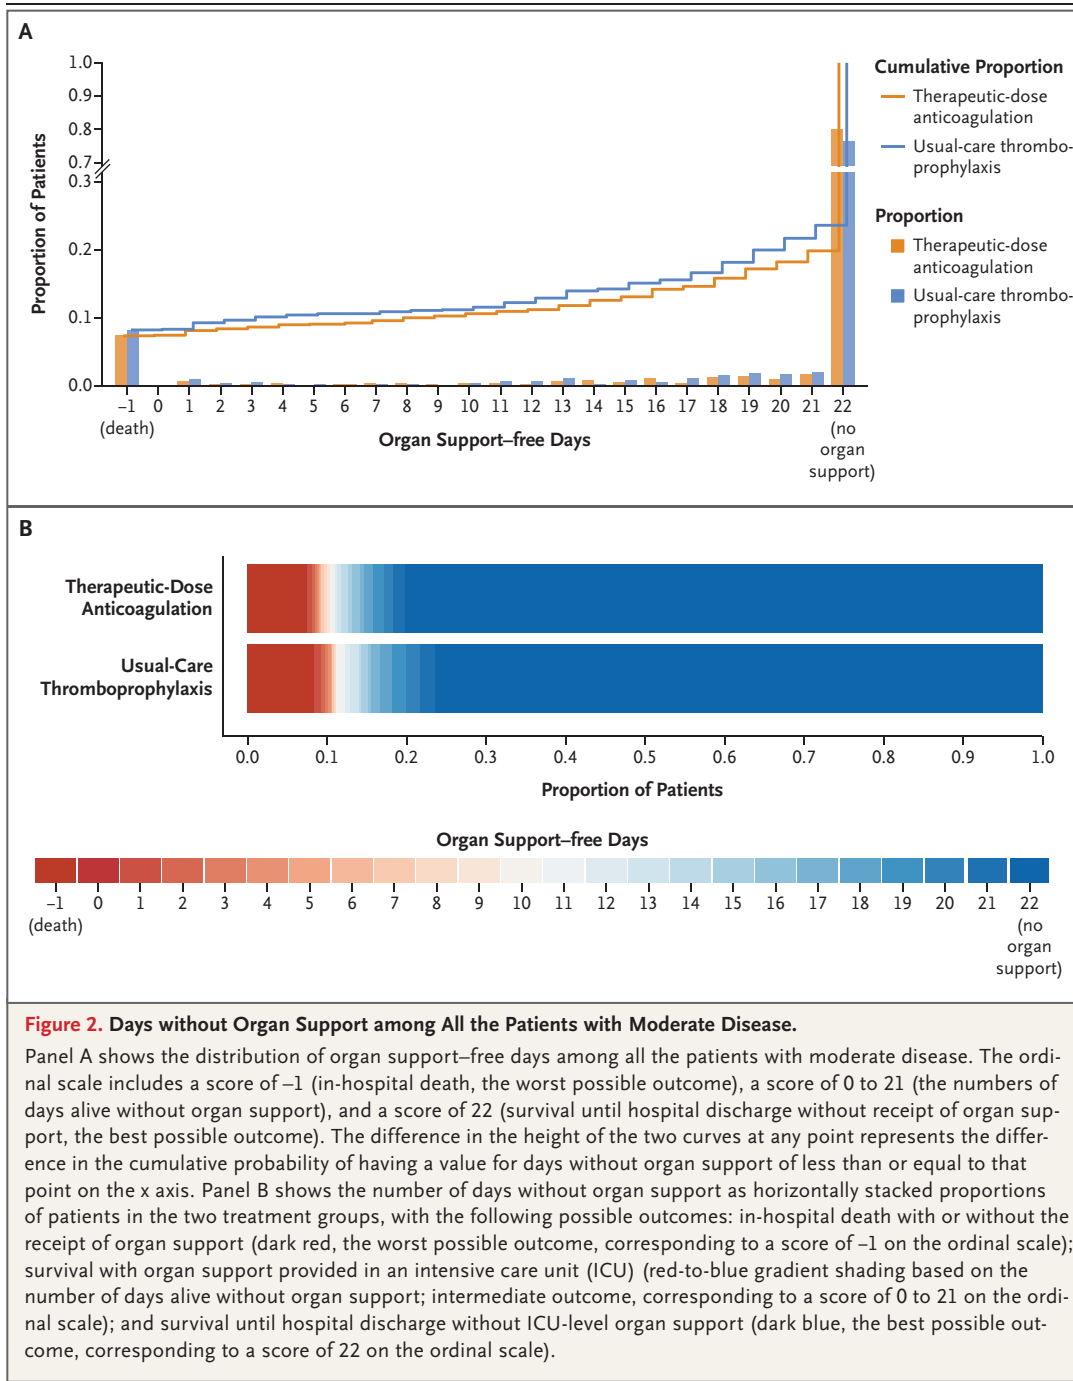 A
1.0
0.9
0.8
0.7
0.3
0.2
0.1
0.0
Proportion of Patients
–1 0 1 2 3 4 5 6 7 8 9 10 11 12 13 14 15 16 17 18 19 20 21 22
(death)
(no
organ
support)
Organ Support–free Days
Cumulative Proportion
Therapeutic-dose
anticoagulation
Usual-care thrombo-
prophylaxis
Proportion
Therapeutic-dose
anticoagulation
Usual-care thrombo-
prophylaxis
B
Therapeutic-Dose
Anticoagulation
Usual-Care
Thromboprophylaxis
0.0 0.1 0.2 0.3 0.4 0.5 0.6 0.7 0.8 0.9 1.0
Proportion of Patients
Organ Support–free Days
–1 0 1 2 3 4 5 6 7 8 9 10 11 12 13 14 15 16 17 18 19 20 21 22
(death)
(no
organ
support)
Figure 2. Days without Organ Support among All the Patients with Moderate Disease.
Panel A shows the distribution of organ support–free days among all the patients with moderate disease. The ordi-
nal scale includes a score of –1 (in-hospital death, the worst possible outcome), a score of 0 to 21 (the numbers of
days alive without organ support), and a score of 22 (survival until hospital discharge without receipt of organ sup-
port, the best possible outcome). The difference in the height of the two curves at any point represents the differ-
ence in the cumulative probability of having a value for days without organ support of less than or equal to that
point on the x axis. Panel B shows the number of days without organ support as horizontally stacked proportions
of patients in the two treatment groups, with the following possible outcomes: in-hospital death with or without the
receipt of organ support (dark red, the worst possible outcome, corresponding to a score of –1 on the ordinal scale);
survival with organ support provided in an intensive care unit (ICU) (red-to-blue gradient shading based on the
number of days alive without organ support; intermediate outcome, corresponding to a score of 0 to 21 on the ordi-
nal scale); and survival until hospital discharge without ICU-level organ support (dark blue, the best possible out-
come, corresponding to a score of 22 on the ordinal scale).